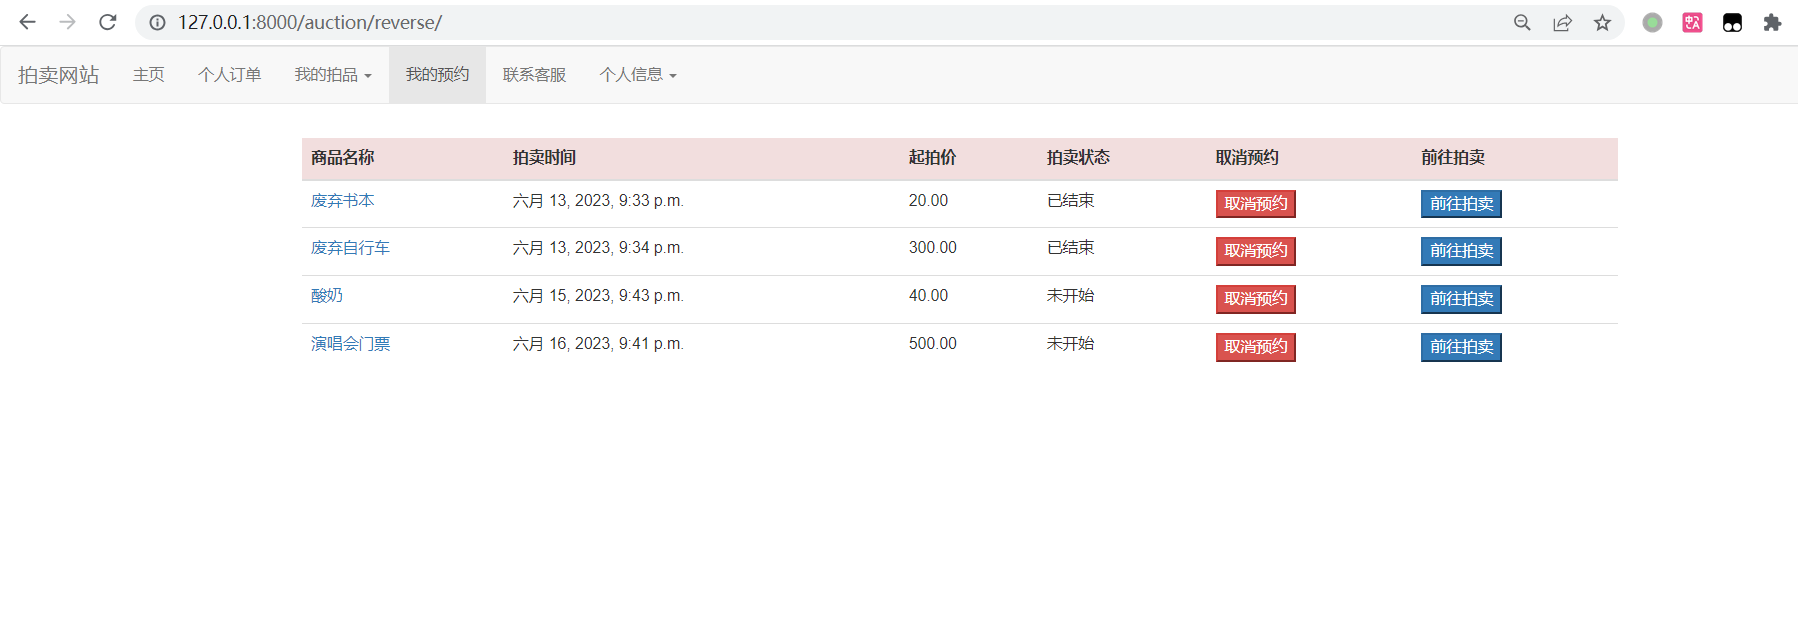 127.0.0.1:8000/auction/reverse/
拍卖网站 主页 个人订单 我的拍品 我的预约 联系客服 个人信息
商品名称 拍卖时间 起拍价 拍卖状态 取消预约 前往拍卖
废弃书本 六月 13, 2023, 9:33 p.m. 20.00 已结束 取消预约 前往拍卖
废弃自行车 六月 13, 2023, 9:34 p.m. 300.00 已结束 取消预约 前往拍卖
酸奶 六月 15, 2023, 9:43 p.m. 40.00 未开始 取消预约 前往拍卖
演唱会门票 六月 16, 2023, 9:41 p.m. 500.00 未开始 取消预约 前往拍卖